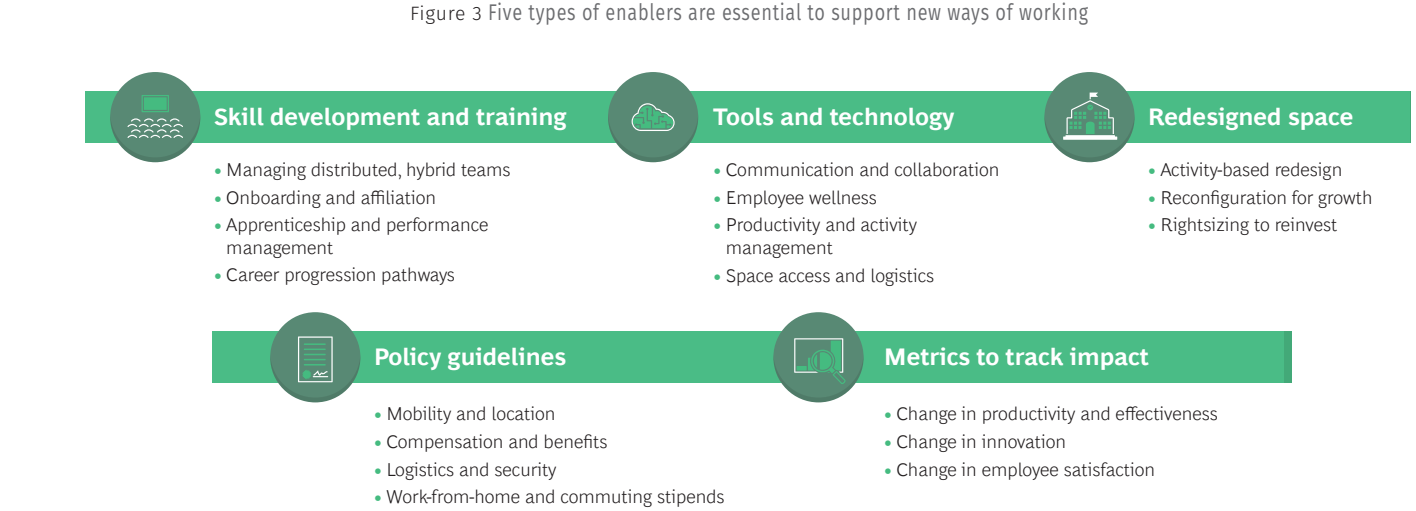 Figure 3 Five types of enablers are essential to support new ways of working
Skill development and training
• Managing distributed, hybrid teams
• Onboarding and affiliation
• Apprenticeship and performance
management
• Career progression pathways
Tools and technology
• Communication and collaboration
• Employee wellness
• Productivity and activity
management
• Space access and logistics
Redesigned space
• Activity-based redesign
• Reconfiguration for growth
• Rightsizing to reinvest
Policy guidelines
• Mobility and location
• Compensation and benefits
• Logistics and security
• Work-from-home and commuting stipends
Metrics to track impact
• Change in productivity and effectiveness
• Change in innovation
• Change in employee satisfaction